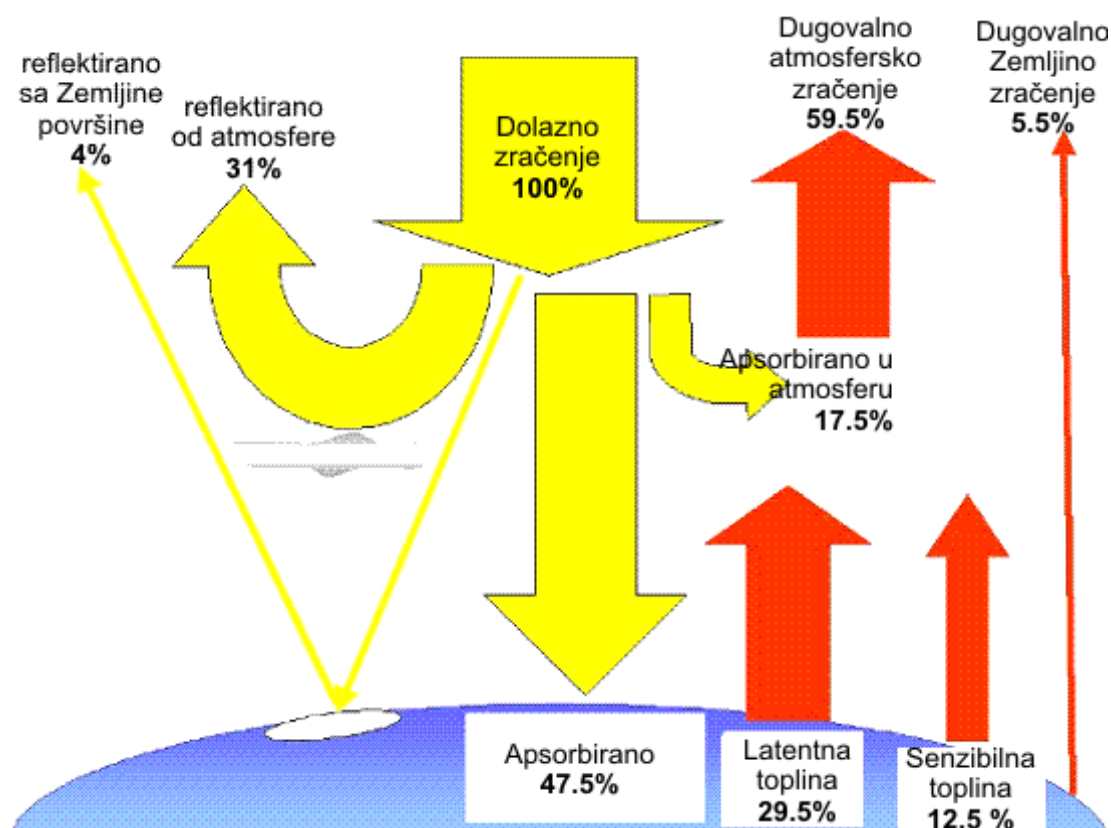 reflektirano
sa Zemljine
površine
4%
reflektirano
od atmosfere
31%
Dolazno
zračenje
100%
Dugovalno
atmosfersko
zračenje
59.5%
Dugovalno
Zemljino
zračenje
5.5%
Apsorbirano u
atmosferu
17.5%
Apsorbirano
47.5%
Latentna
toplina
29.5%
Senzibilna
toplina
12.5 %